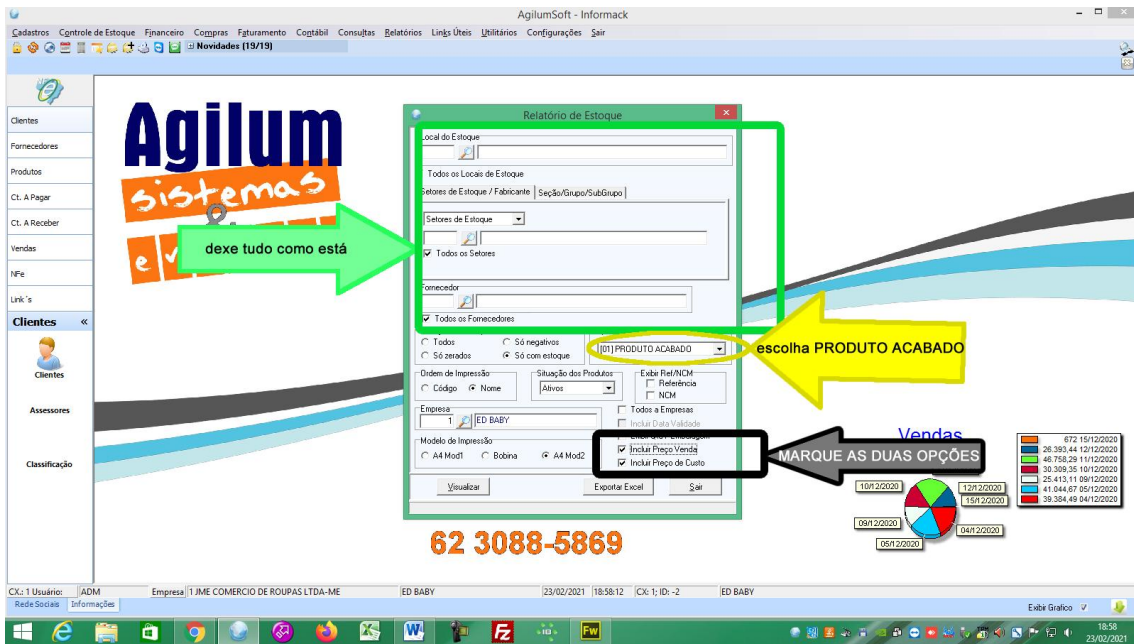 AgilumSoft - Informack
Cadastros Controle de Estoque Financeiro Compras Faturamento Contábil Consultas Relatórios Links Úteis Utilitários Configurações Sair
Novidades (19/19)
Clientes
Fornecedores
Produtos
Ct. A Pagar
Ct. A Receber
Vendas
NFe
Link´s
Clientes «
Clientes
Assessores
Classificação
Agilum
sistemas
&
e
dexe tudo como está
Relatório de Estoque
Local do Estoque
Todos os Locais de Estoque
Setores de Estoque / Fabricante Seção/Grupo/SubGrupo
Setores de Estoque
Todos os Setores
Fornecedor
Todos os Fornecedores
Todos Só negativos
Só zerados Só com estoque
[01] PRODUTO ACABADO
escolha PRODUTO ACABADO
Ordem de Impressão Situação dos Produtos Exibir Ref/NCM
Código Nome Ativos Referência
NCM
Empresa Todos a Empresas
1 ED BABY Incluir Data Validade
Modelo de Impressão
A4 Mod1 Bobina A4 Mod2
Incluir Preço Venda
Incluir Preço de Custo
MARQUE AS DUAS OPÇÕES
Visualizar Exportar Excel Sair
62 3088-5869
Vendas
672 15/12/2020
26.393,44 12/12/2020
46.758,29 11/12/2020
30.309,35 10/12/2020
25.413,11 09/12/2020
41.044,67 05/12/2020
39.384,49 04/12/2020
10/12/2020
12/12/2020
15/12/2020
09/12/2020
04/12/2020
05/12/2020
CX.: 1 Usuário: ADM Empresa 1 JME COMERCIO DE ROUPAS LTDA-ME ED BABY 23/02/2021 18:58:12 CX: 1; ID: -2 ED BABY
Rede Sociais Informações
Exibir Grafico
18:58
23/02/2021